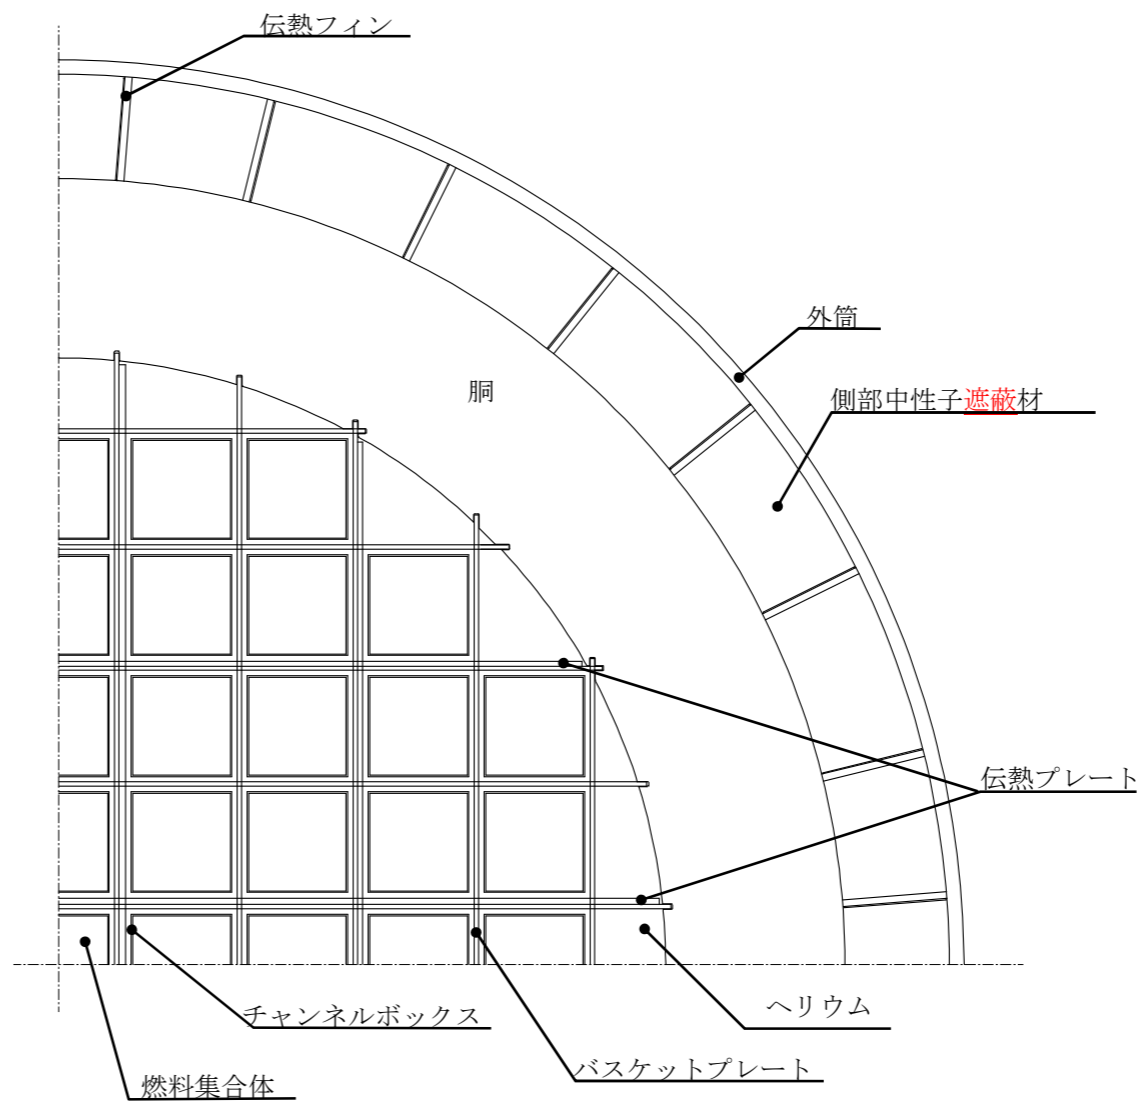 伝熱フィン
外筒
胴
側部中性子遮蔽材
伝熱プレート
ヘリウム
チャンネルボックス
バスケットプレート
燃料集合体